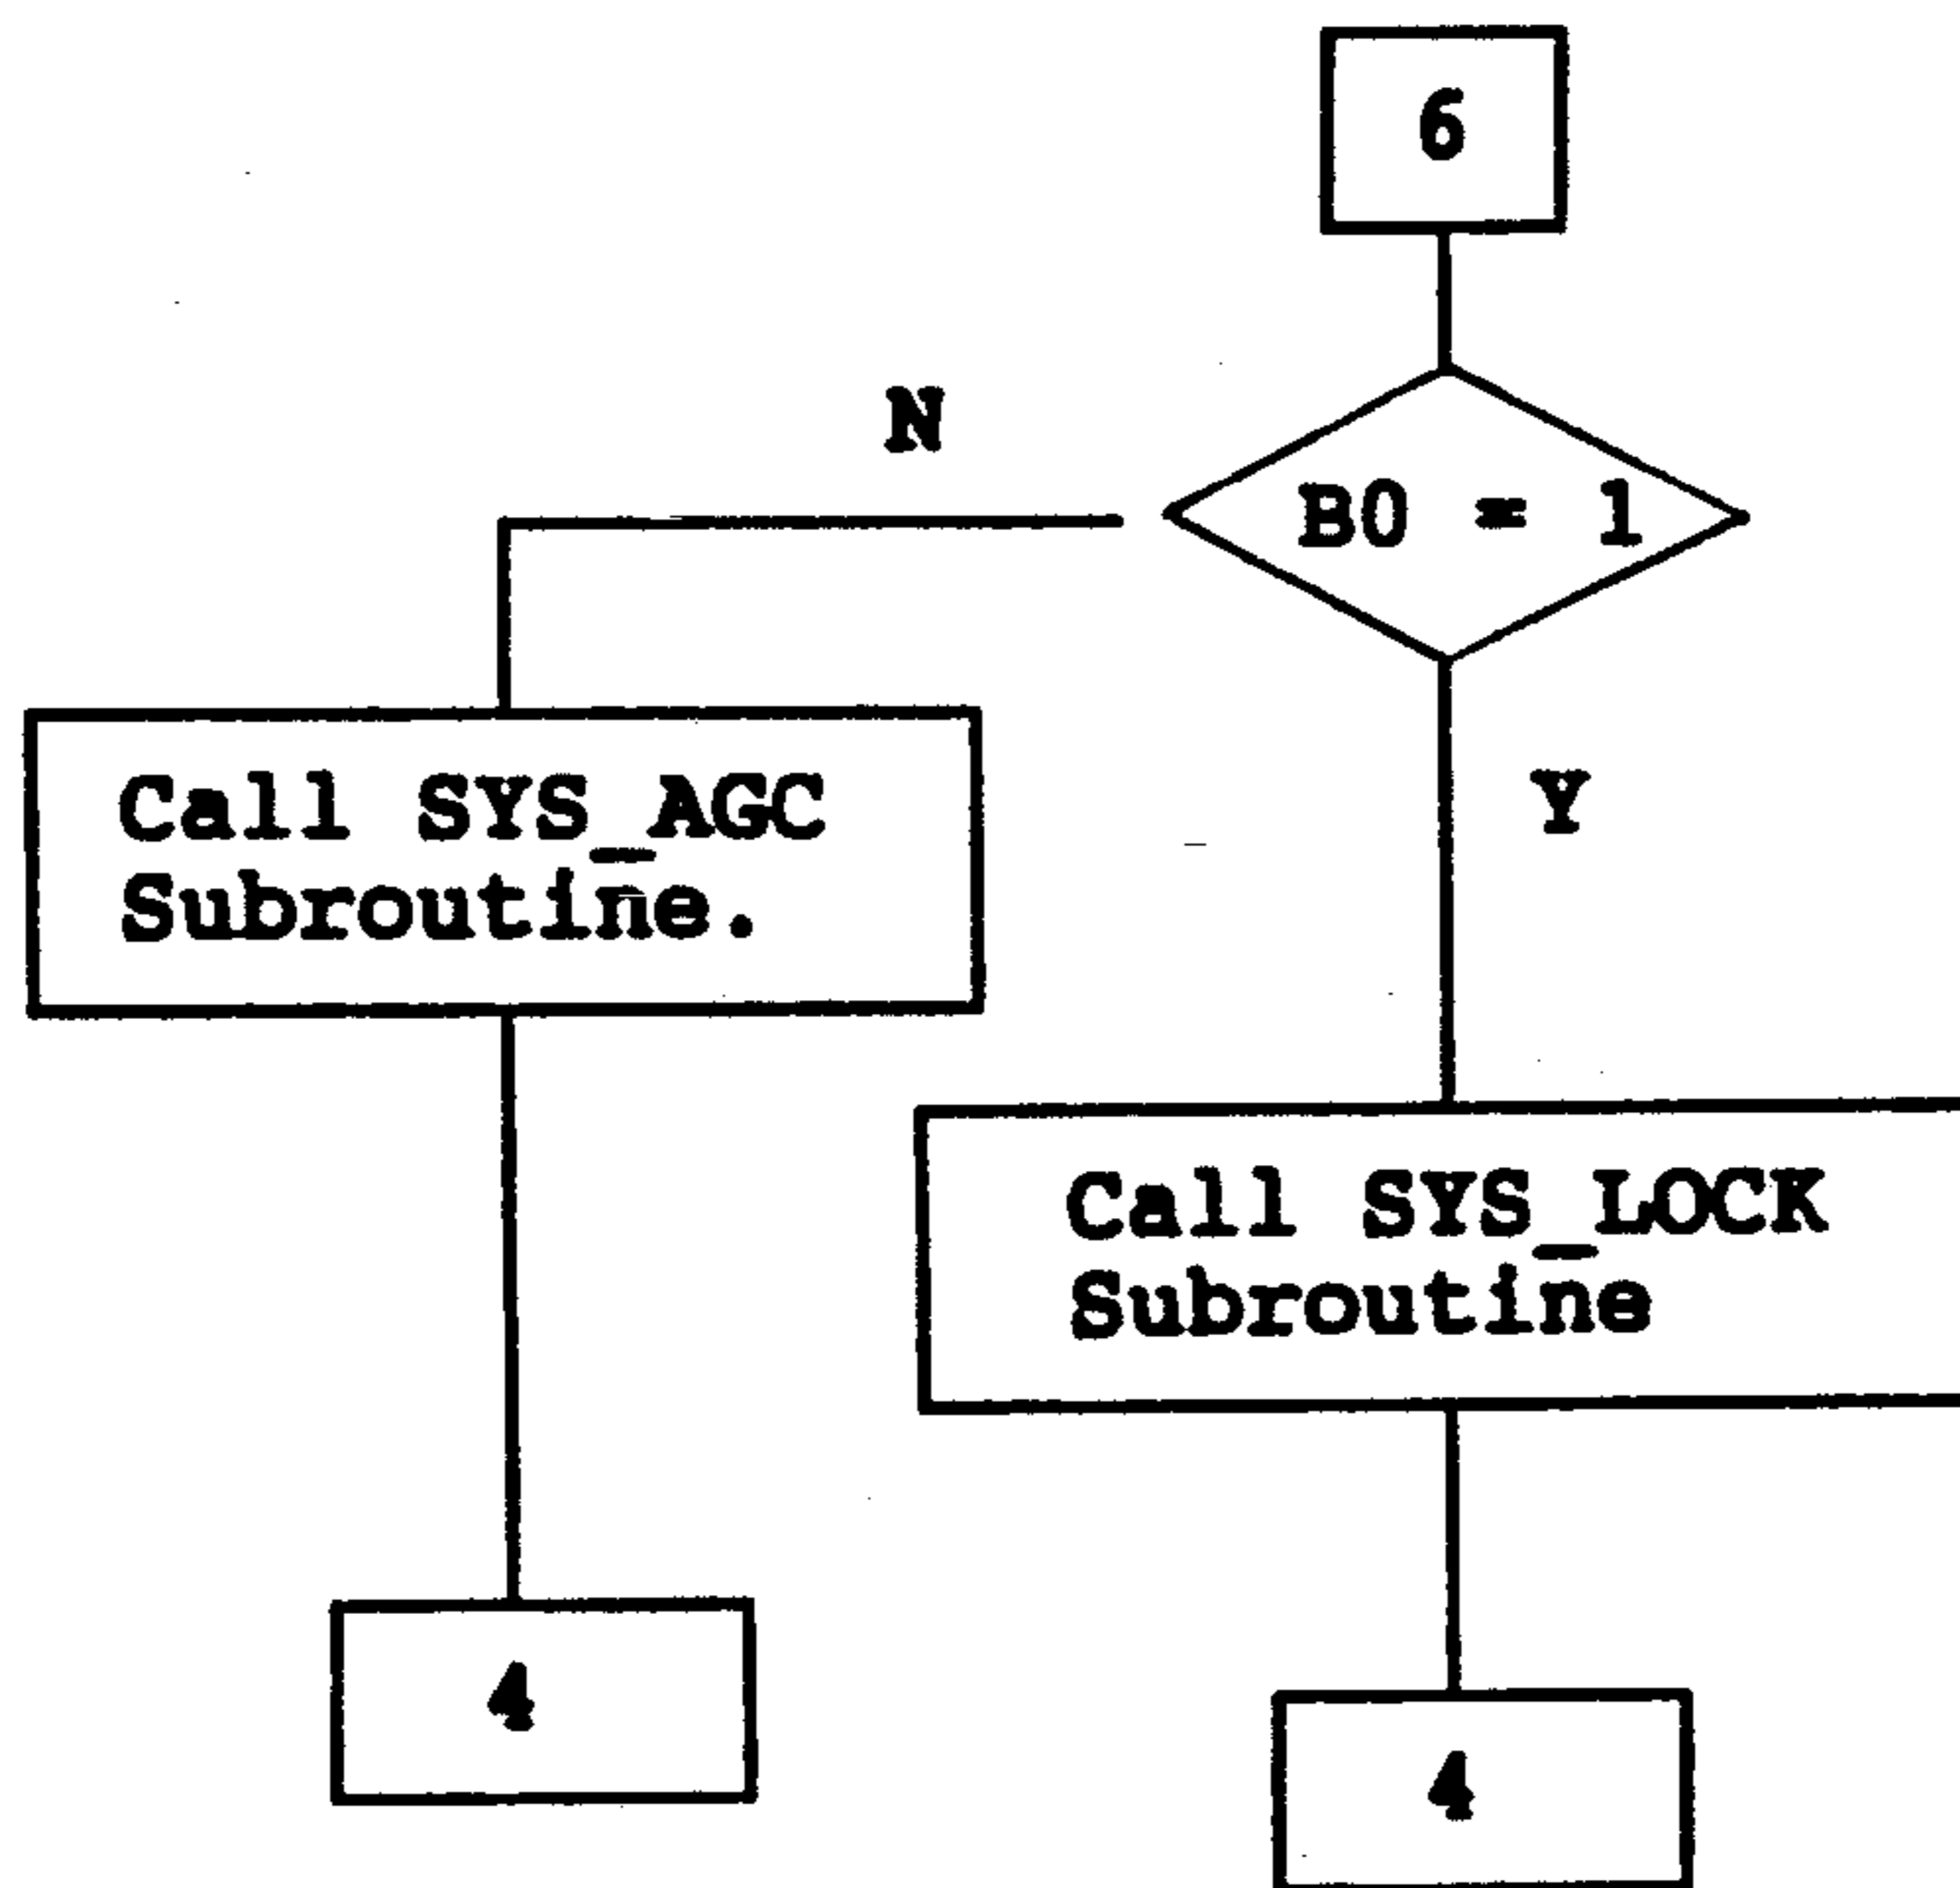 6
N
B0 = 1
Call SYS_AGC
Subroutine.
Y
Call SYS_LOCK
Subroutine
4
4